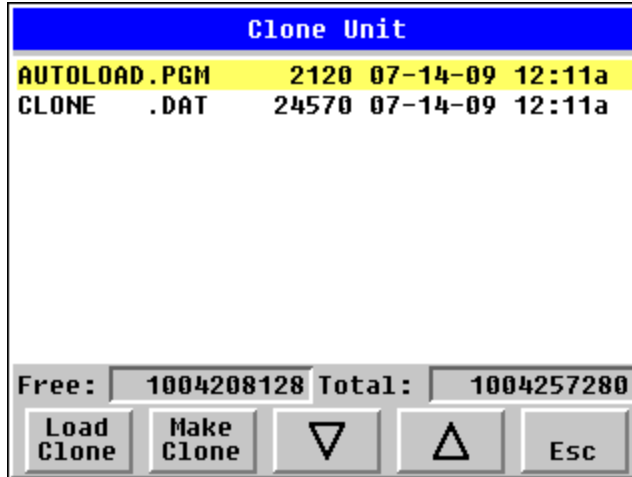 Clone Unit
AUTOLOAD.PGM 2120 07-14-09 12:11a
CLONE .DAT 24570 07-14-09 12:11a
Free: 1004208128 Total: 1004257280
Load Clone Make Clone Esc